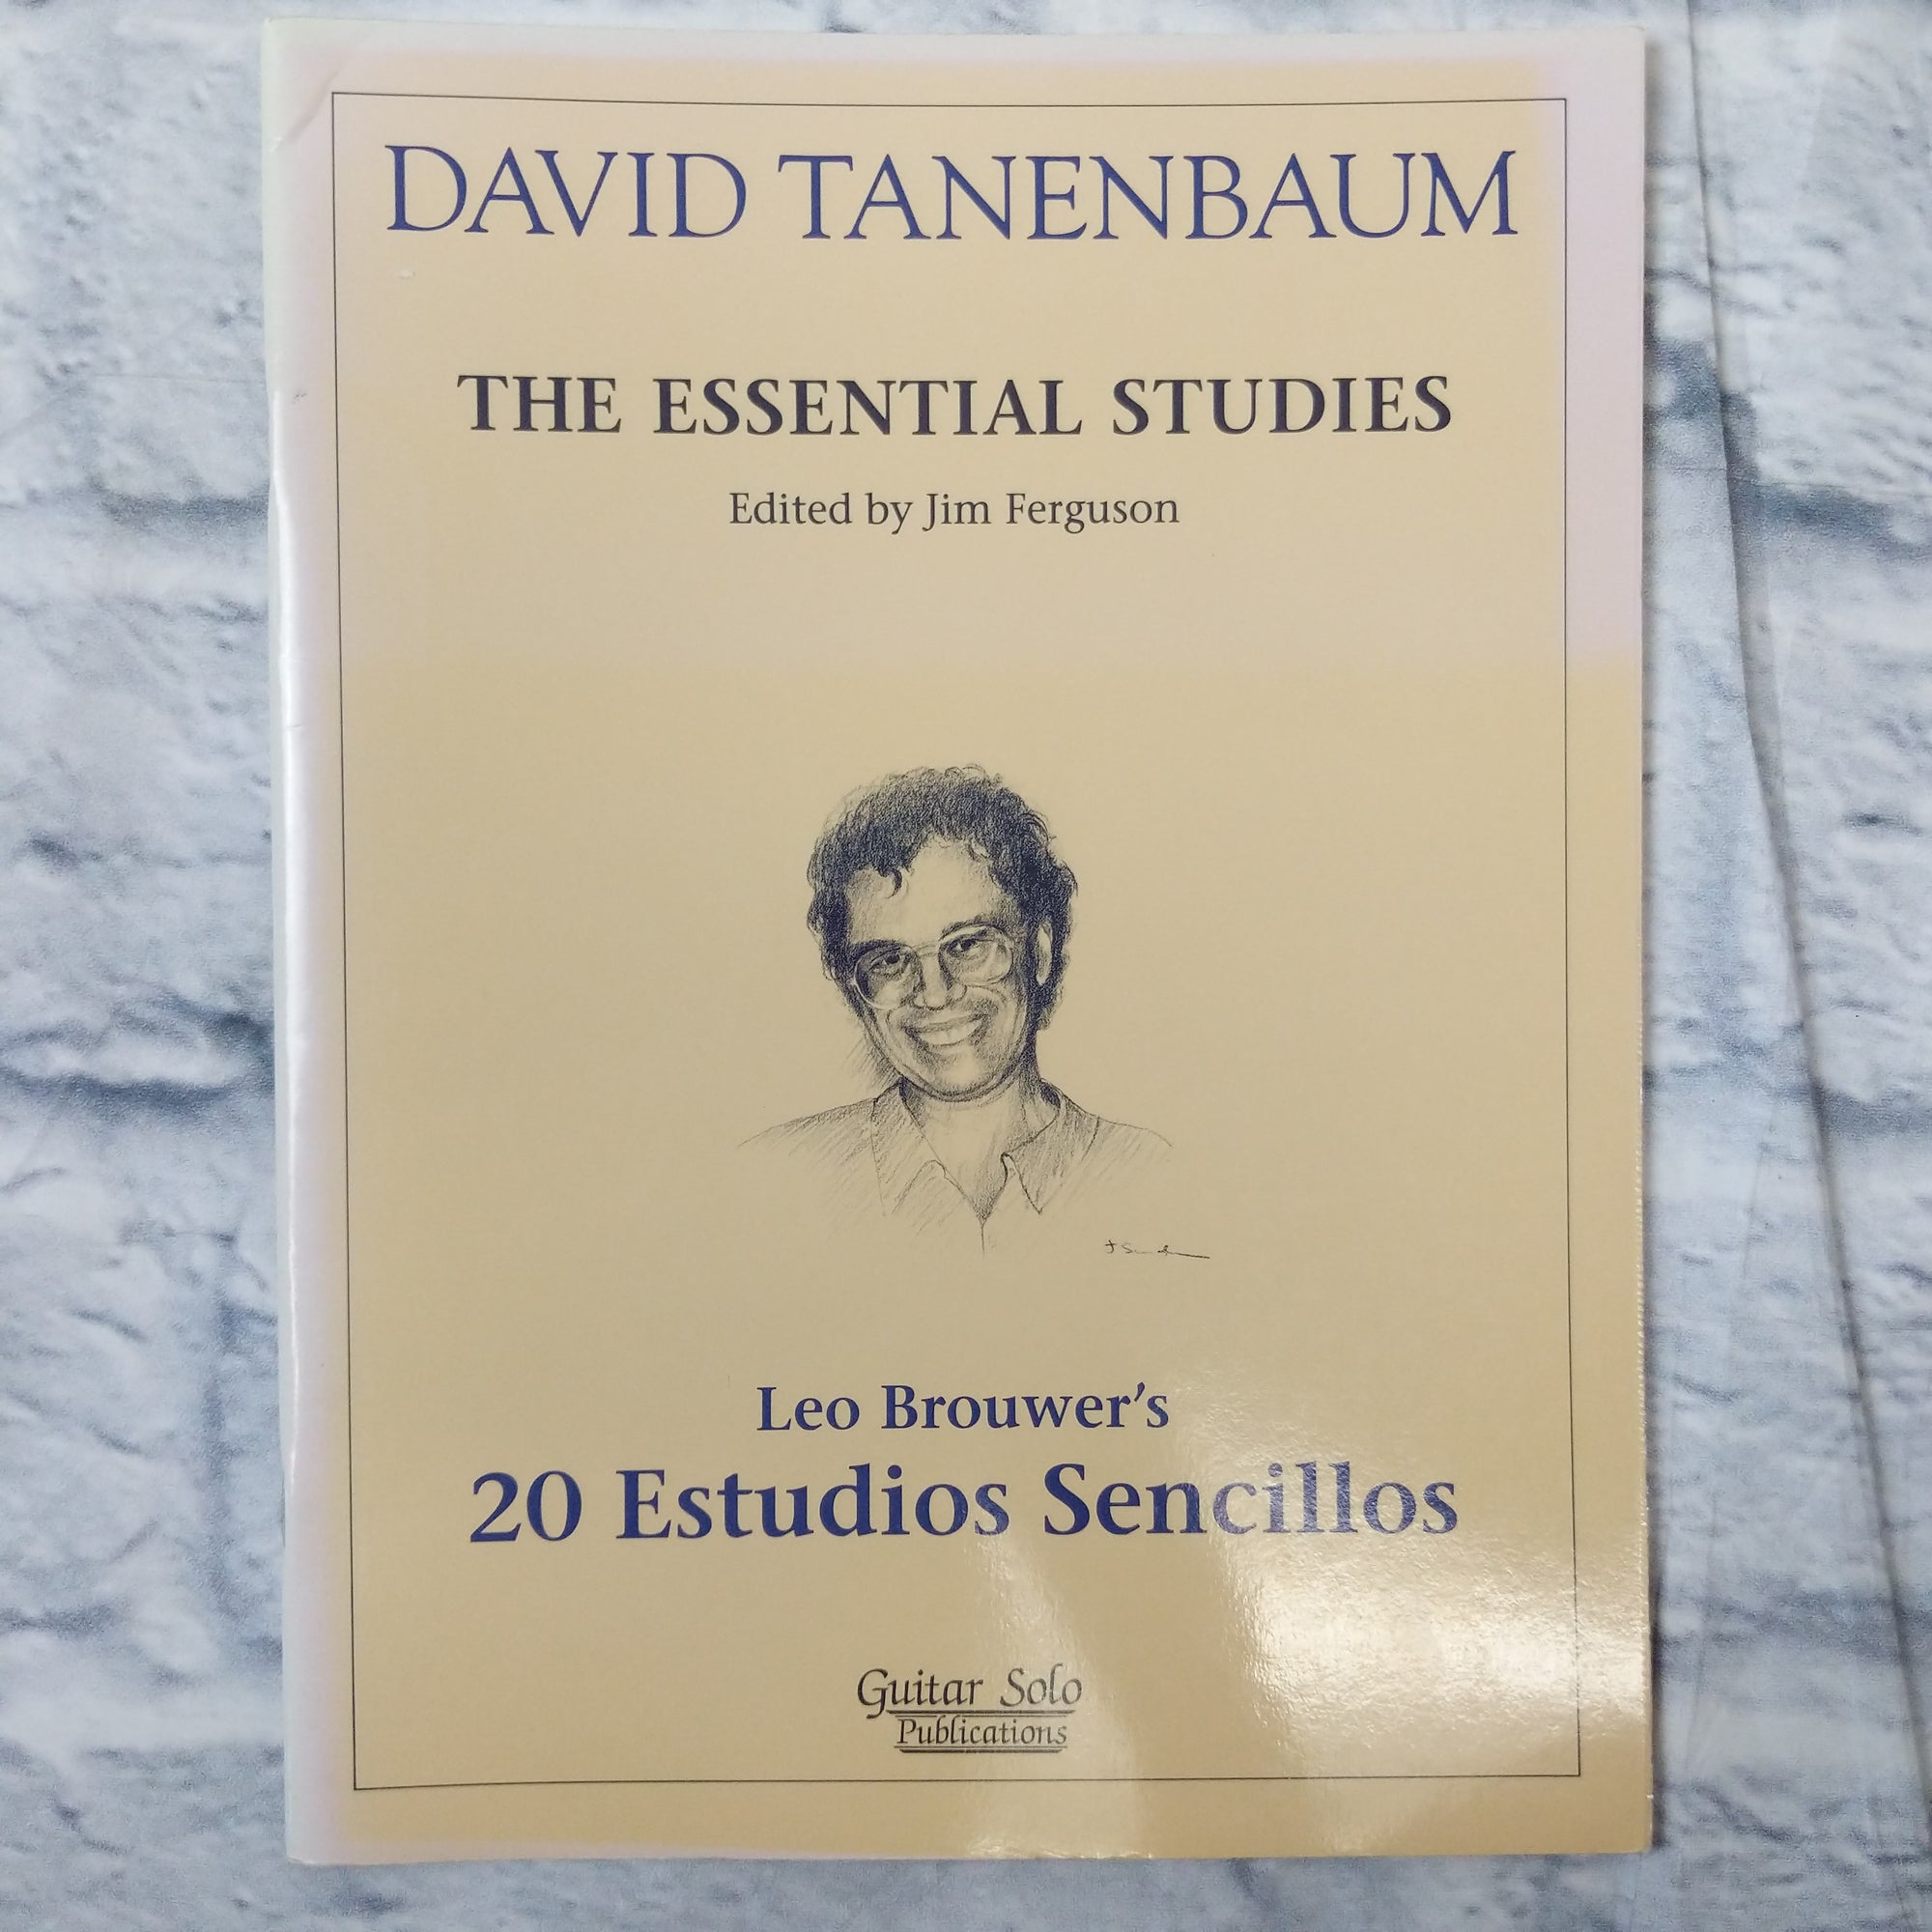 DAVID TANENBAUM
THE ESSENTIAL STUDIES
Edited by Jim Ferguson
Leo Brouwer's
20 Estudios Sencillos
Guitar Solo
Publications